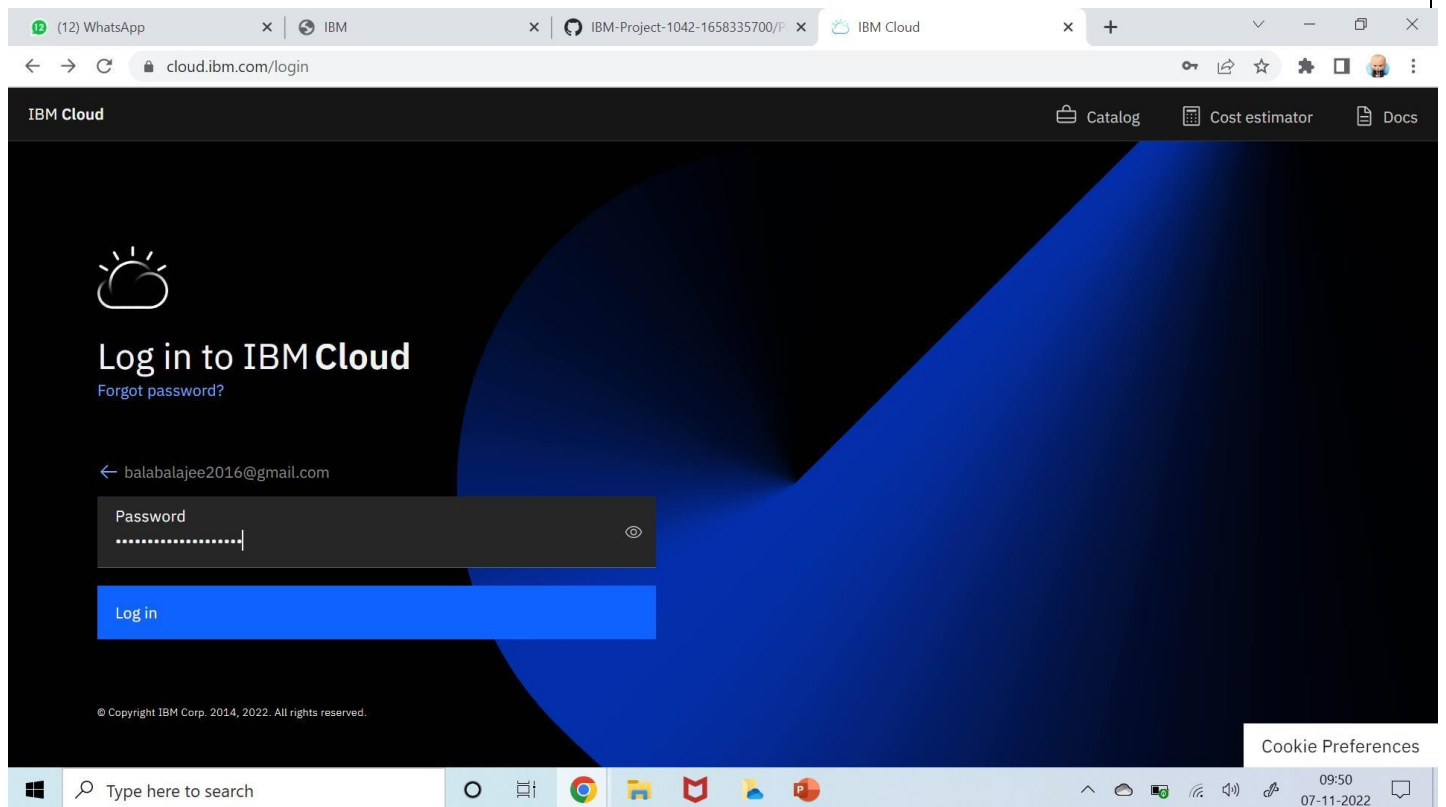 12 (12) WhatsApp IBM IBM-Project-1042-1658335700/P IBM Cloud
cloud.ibm.com/login
IBM Cloud Catalog Cost estimator Docs
Log in to IBM Cloud
Forgot password?
balabalajee2016@gmail.com
Password
••••••••••••••••••••
Log in
© Copyright IBM Corp. 2014, 2022. All rights reserved.
Cookie Preferences
Type here to search 09:50
07-11-2022